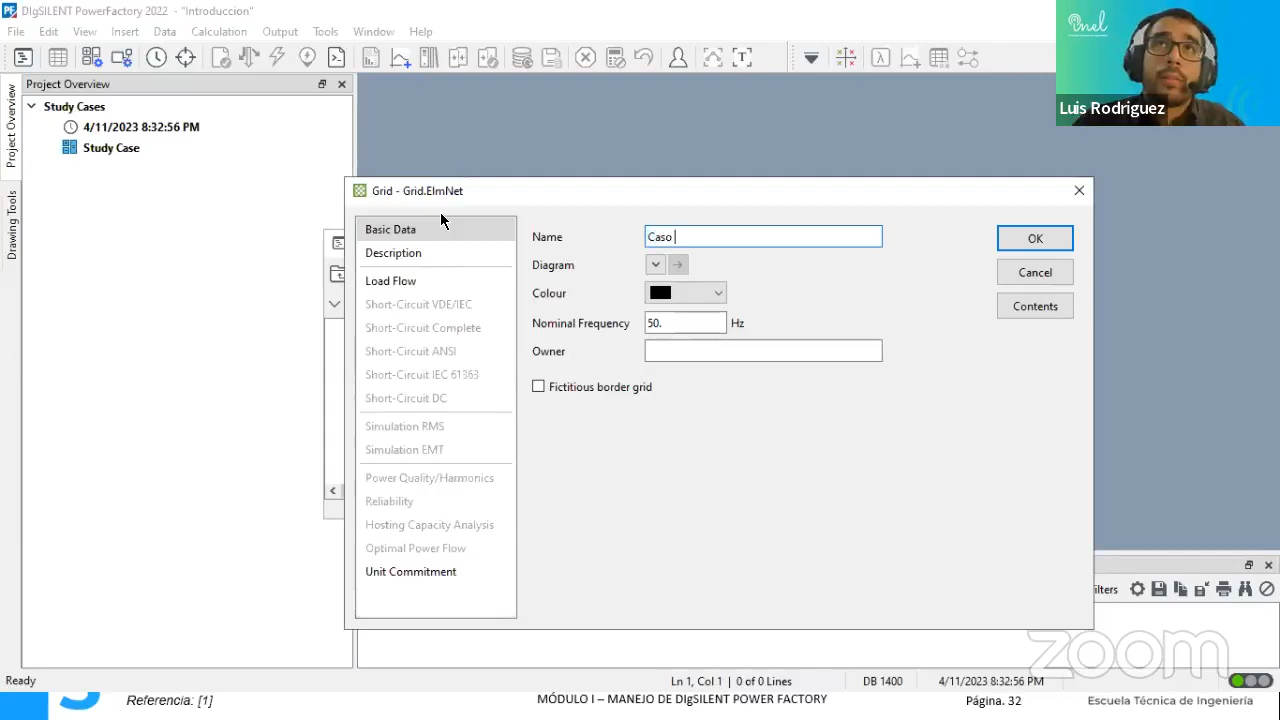 DIgSILENT PowerFactory 2022 - "Introduccion"
File Edit View Insert Data Calculation Output Tools Window Help
inel
Luis Rodriguez
Project Overview
Project Overview
Drawing Tools
Study Cases
4/11/2023 8:32:56 PM
Study Case
Grid - Grid.ElmNet
Basic Data
Description
Load Flow
Short-Circuit VDE/IEC
Short-Circuit Complete
Short-Circuit ANSI
Short-Circuit IEC 61363
Short-Circuit DC
Simulation RMS
Simulation EMT
Power Quality/Harmonics
Reliability
Hosting Capacity Analysis
Optimal Power Flow
Unit Commitment
Name Caso
Diagram
Colour
Nominal Frequency 50. Hz
Owner
Fictitious border grid
OK
Cancel
Contents
ilters
zoom
Ready Ln 1, Col 1 0 of 0 Lines DB 1400 4/11/2023 8:32:56 PM
Referencia: [1] MÓDULO I – MANEJO DE DIgSILENT POWER FACTORY Página. 32 Escuela Técnica de Ingeniería